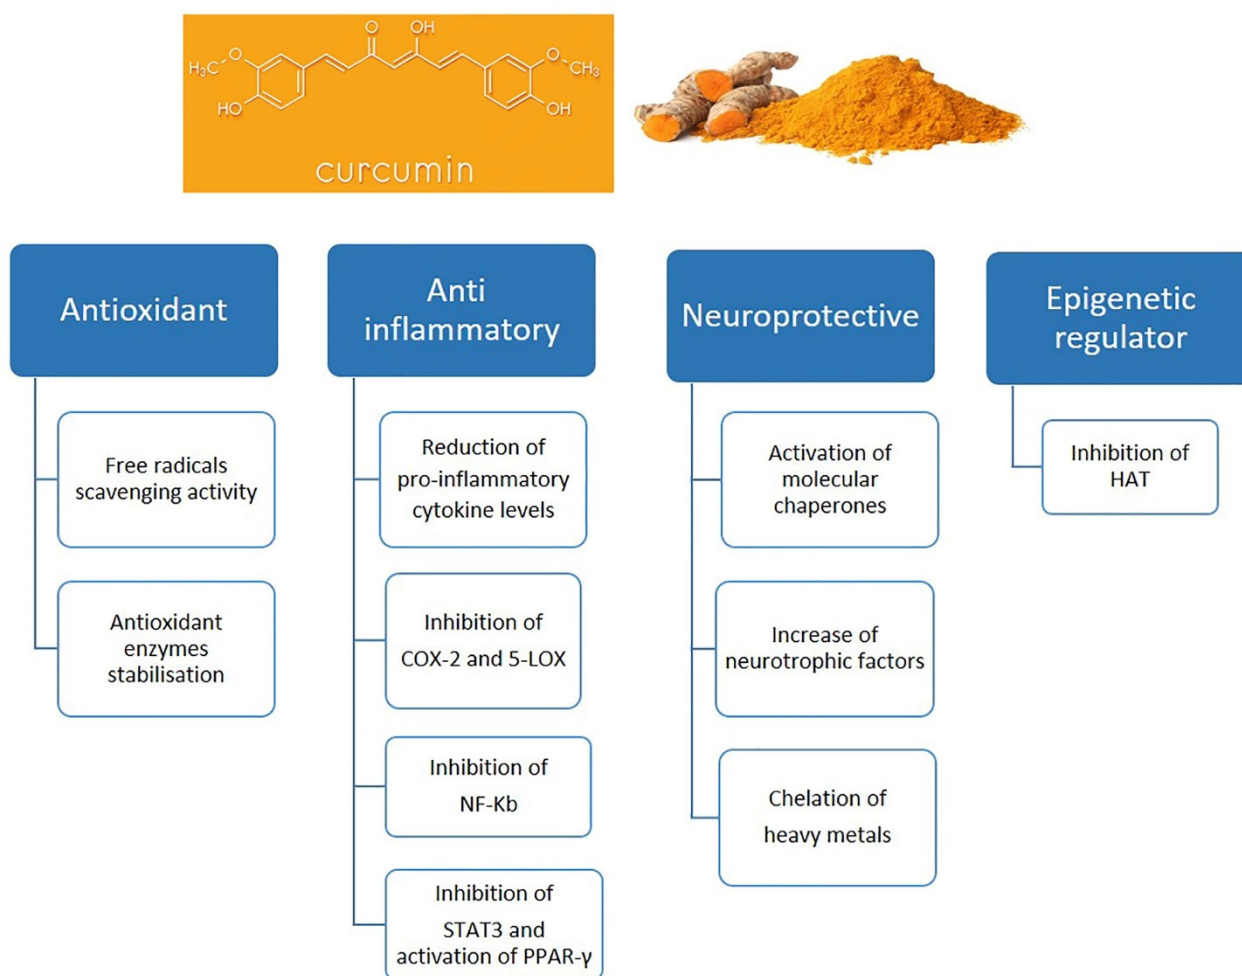 O
OH
O
O
H₃C
CH₃
HO
OH
curcumin
Antioxidant
Free radicals
scavenging activity
Antioxidant
enzymes
stabilisation
Anti
inflammatory
Reduction of
pro-inflammatory
cytokine levels
Inhibition of
COX-2 and 5-LOX
Inhibition of
NF-Kb
Inhibition of
STAT3 and
activation of PPAR-γ
Neuroprotective
Activation of
molecular
chaperones
Increase of
neurotrophic factors
Chelation of
heavy metals
Epigenetic
regulator
Inhibition of
HAT